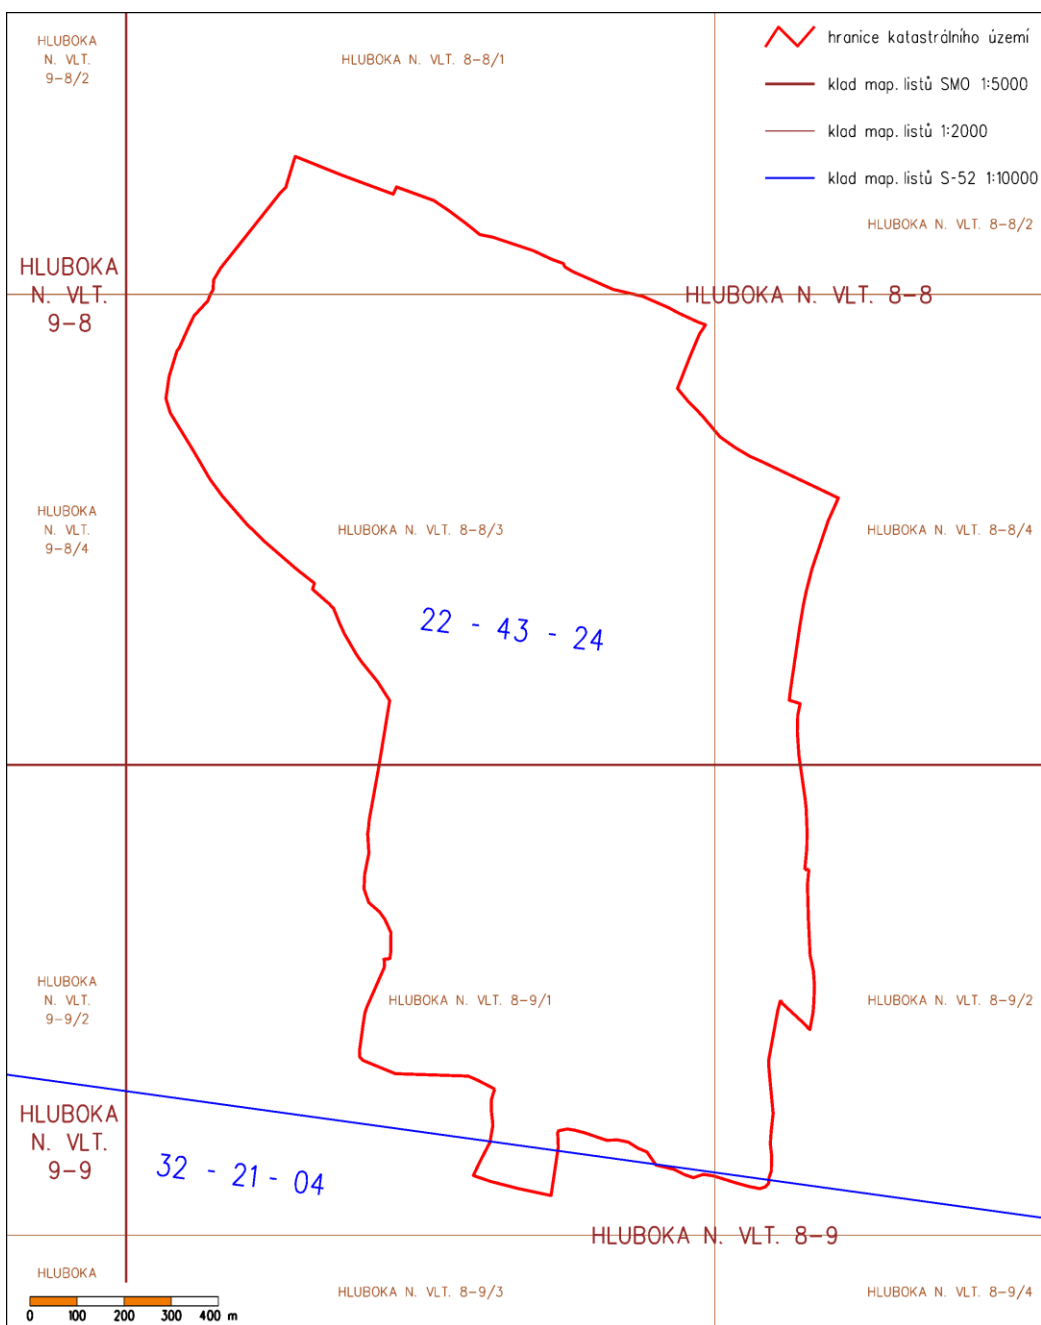 HLUBOKA
N. VLT.
9-8/2
HLUBOKA N. VLT. 8-8/1
hranice katastrálního území
klad map. listů SMO 1:5000
klad map. listů 1:2000
klad map. listů S-52 1:10000
HLUBOKA N. VLT. 8-8/2
HLUBOKA
N. VLT.
9-8
HLUBOKA N. VLT. 8-8
HLUBOKA
N. VLT.
9-8/4
HLUBOKA N. VLT. 8-8/3
HLUBOKA N. VLT. 8-8/4
22 - 43 - 24
HLUBOKA
N. VLT.
9-9/2
HLUBOKA N. VLT. 8-9/1
HLUBOKA N. VLT. 8-9/2
HLUBOKA
N. VLT.
9-9
32 - 21 - 04
HLUBOKA N. VLT. 8-9
HLUBOKA
HLUBOKA N. VLT. 8-9/3
HLUBOKA N. VLT. 8-9/4
0 100 200 300 400 m